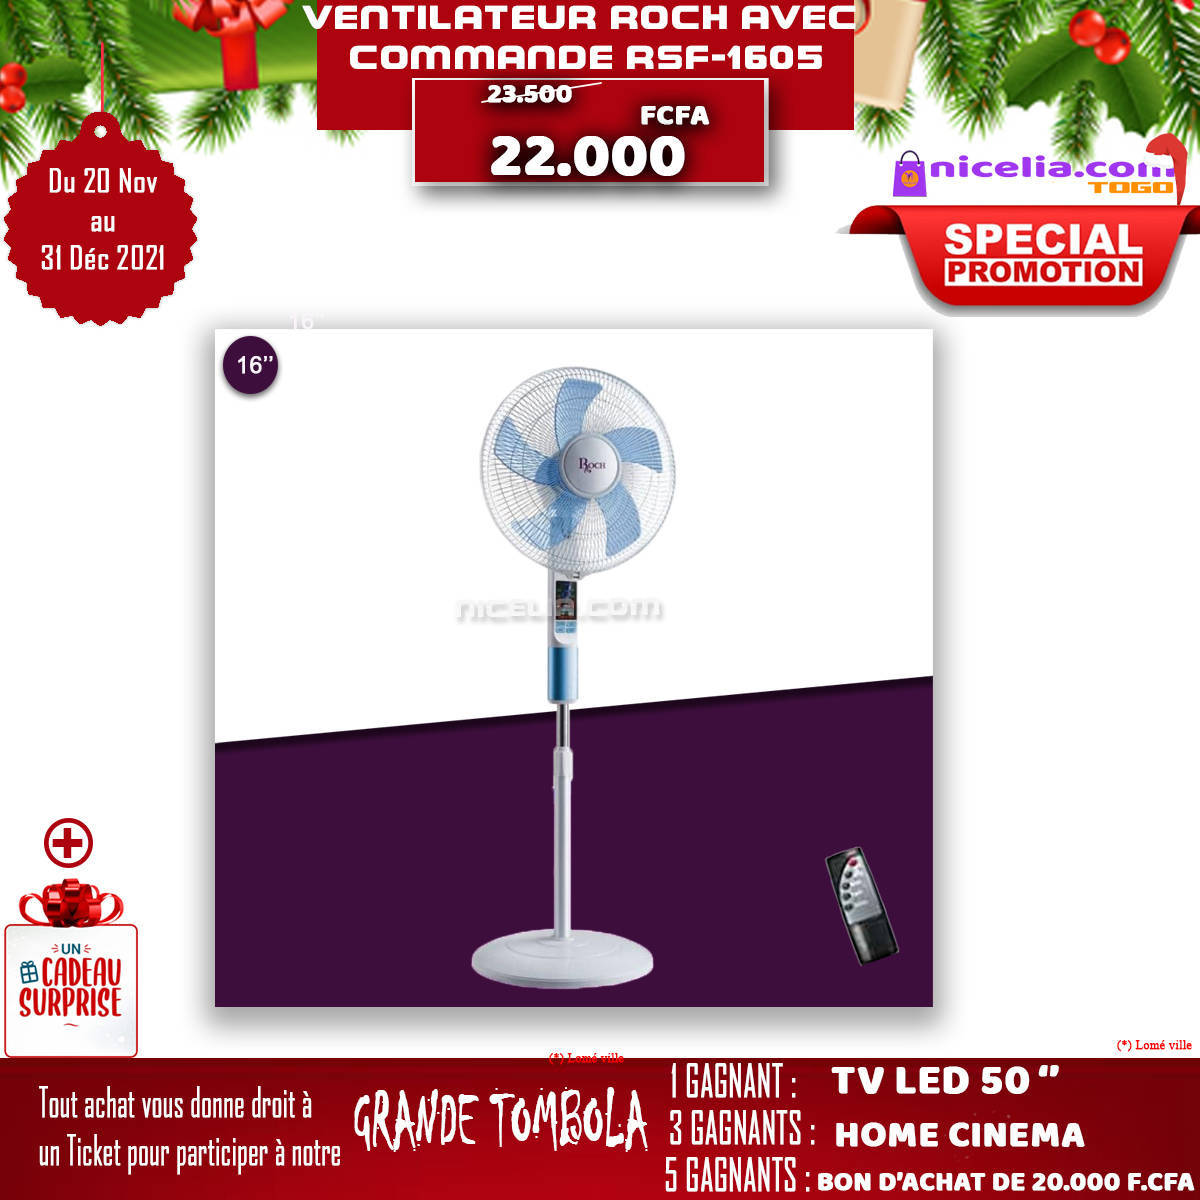 VENTILATEUR ROCH AVEC
COMMANDE RSF-1605
23.500
FCFA
22.000
Du 20 Nov
au
31 Déc 2021
nicelia.com
TOGO
SPECIAL
PROMOTION
16"
16”
ROCH
nicelia.com
UN
CADEAU
SURPRISE
(*) Lomé ville
(*) Lomé ville
Tout achat vous donne droit à
un Ticket pour participer à notre
GRANDE TOMBOLA
1 GAGNANT : TV LED 50 ”
3 GAGNANTS : HOME CINEMA
5 GAGNANTS : BON D’ACHAT DE 20.000 F.CFA